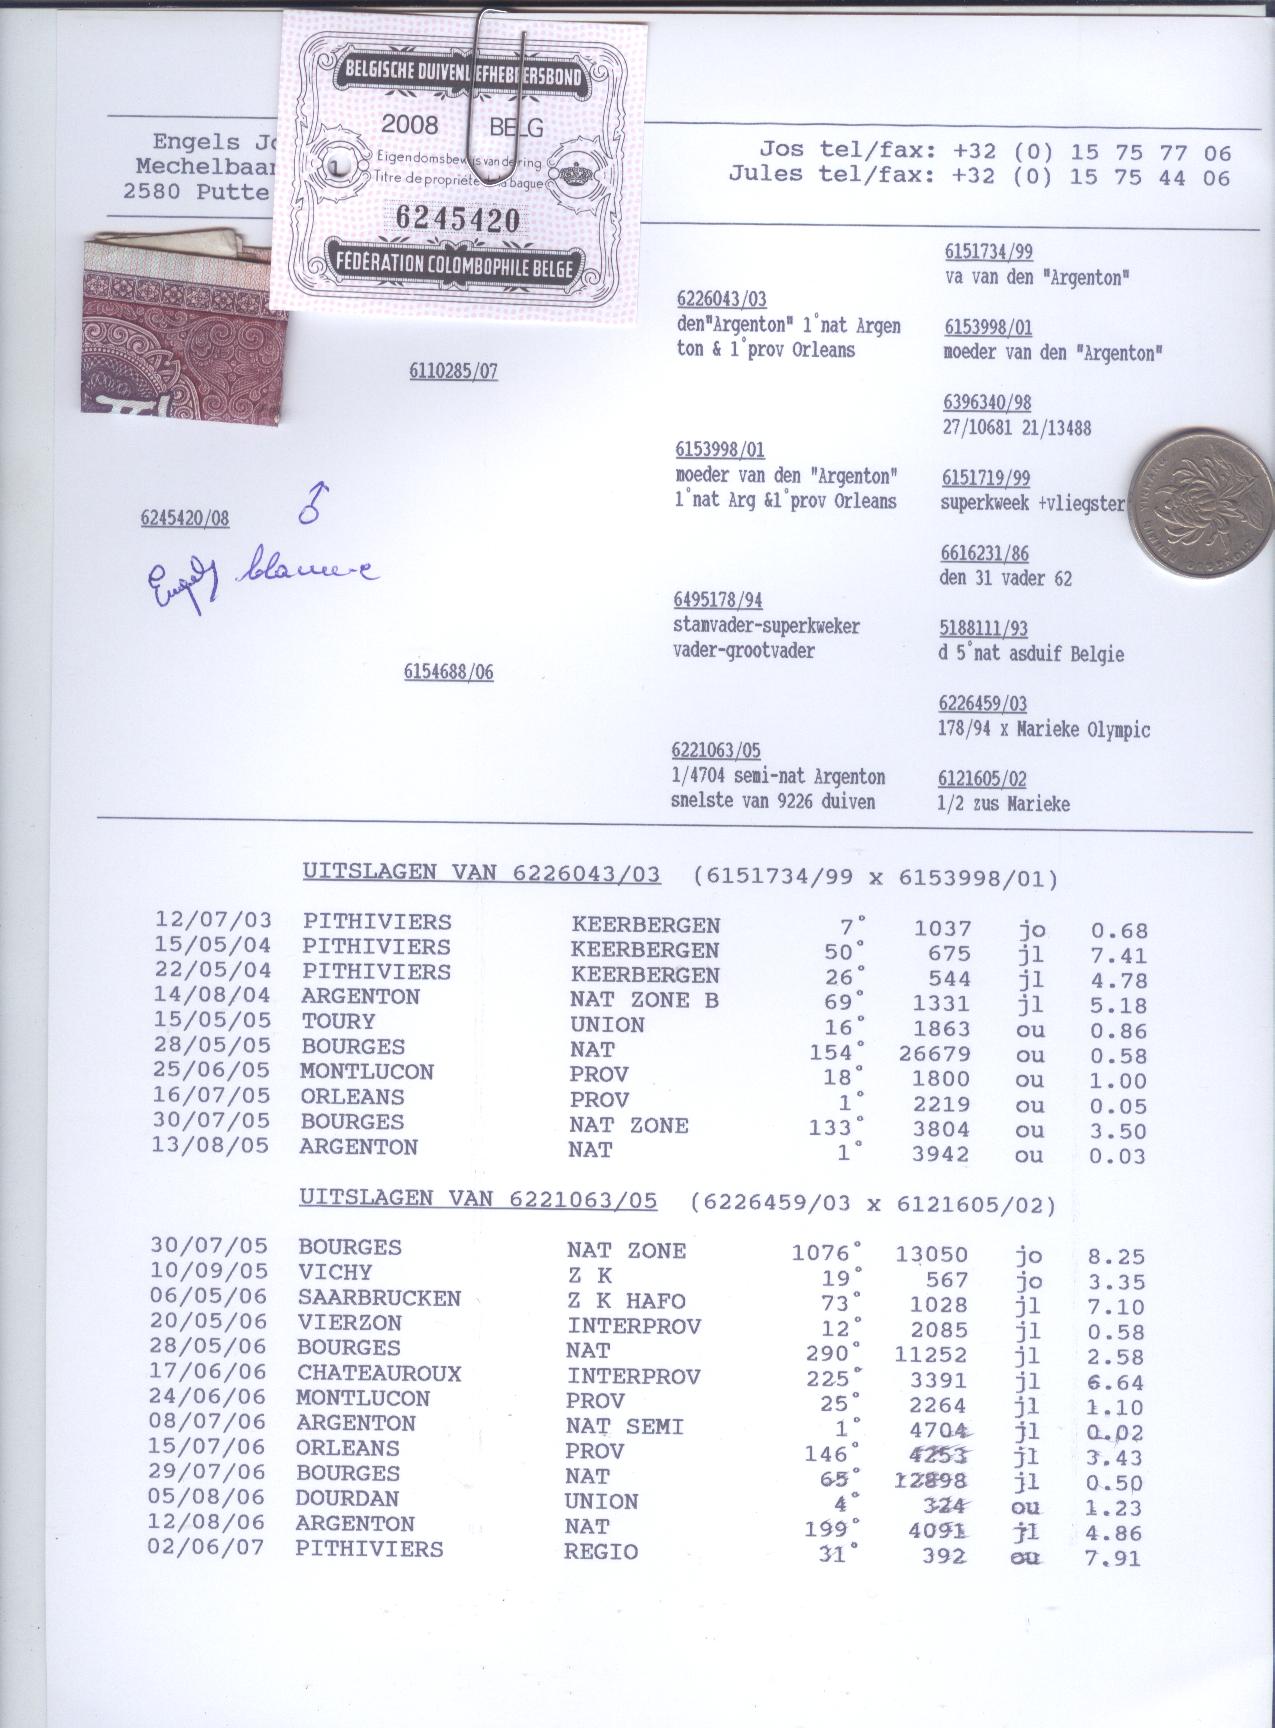 BELGISCHE DUIVENLIEFHEBBERSBOND
2008 BELG
Eigendomsbewijs van de ring
Titre de propriété de la bague
1
6245420
FÉDÉRATION COLOMBOPHILE BELGE
Engels Jo
Mechelbaan
2580 Putte
Jos tel/fax: +32 (0) 15 75 77 06
Jules tel/fax: +32 (0) 15 75 44 06
6245420/08 ♂
Engels blauwe
6110285/07
6154688/06
6226043/03
den"Argenton" 1°nat Argen
ton & 1°prov Orleans
6153998/01
moeder van den "Argenton"
1°nat Arg &1°prov Orleans
6495178/94
stamvader-superkweker
vader-grootvader
6221063/05
1/4704 semi-nat Argenton
snelste van 9226 duiven
6151734/99
va van den "Argenton"
6153998/01
moeder van den "Argenton"
6396340/98
27/10681 21/13488
6151719/99
superkweek +vliegster
6616231/86
den 31 vader 62
5188111/93
d 5°nat asduif Belgie
6226459/03
178/94 x Marieke Olympic
6121605/02
1/2 zus Marieke
UITSLAGEN VAN 6226043/03 (6151734/99 x 6153998/01)
12/07/03 PITHIVIERS KEERBERGEN 7° 1037 jo 0.68
15/05/04 PITHIVIERS KEERBERGEN 50° 675 jl 7.41
22/05/04 PITHIVIERS KEERBERGEN 26° 544 jl 4.78
14/08/04 ARGENTON NAT ZONE B 69° 1331 jl 5.18
15/05/05 TOURY UNION 16° 1863 ou 0.86
28/05/05 BOURGES NAT 154° 26679 ou 0.58
25/06/05 MONTLUCON PROV 18° 1800 ou 1.00
16/07/05 ORLEANS PROV 1° 2219 ou 0.05
30/07/05 BOURGES NAT ZONE 133° 3804 ou 3.50
13/08/05 ARGENTON NAT 1° 3942 ou 0.03
UITSLAGEN VAN 6221063/05 (6226459/03 x 6121605/02)
30/07/05 BOURGES NAT ZONE 1076° 13050 jo 8.25
10/09/05 VICHY Z K 19° 567 jo 3.35
06/05/06 SAARBRUCKEN Z K HAFO 73° 1028 jl 7.10
20/05/06 VIERZON INTERPROV 12° 2085 jl 0.58
28/05/06 BOURGES NAT 290° 11252 jl 2.58
17/06/06 CHATEAUROUX INTERPROV 225° 3391 jl 6.64
24/06/06 MONTLUCON PROV 25° 2264 jl 1.10
08/07/06 ARGENTON NAT SEMI 1° 4704 jl 0.02
15/07/06 ORLEANS PROV 146° 4253 jl 3.43
29/07/06 BOURGES NAT 65° 12898 jl 0.50
05/08/06 DOURDAN UNION 4° 324 ou 1.23
12/08/06 ARGENTON NAT 199° 4091 jl 4.86
02/06/07 PITHIVIERS REGIO 31° 392 ou 7.91